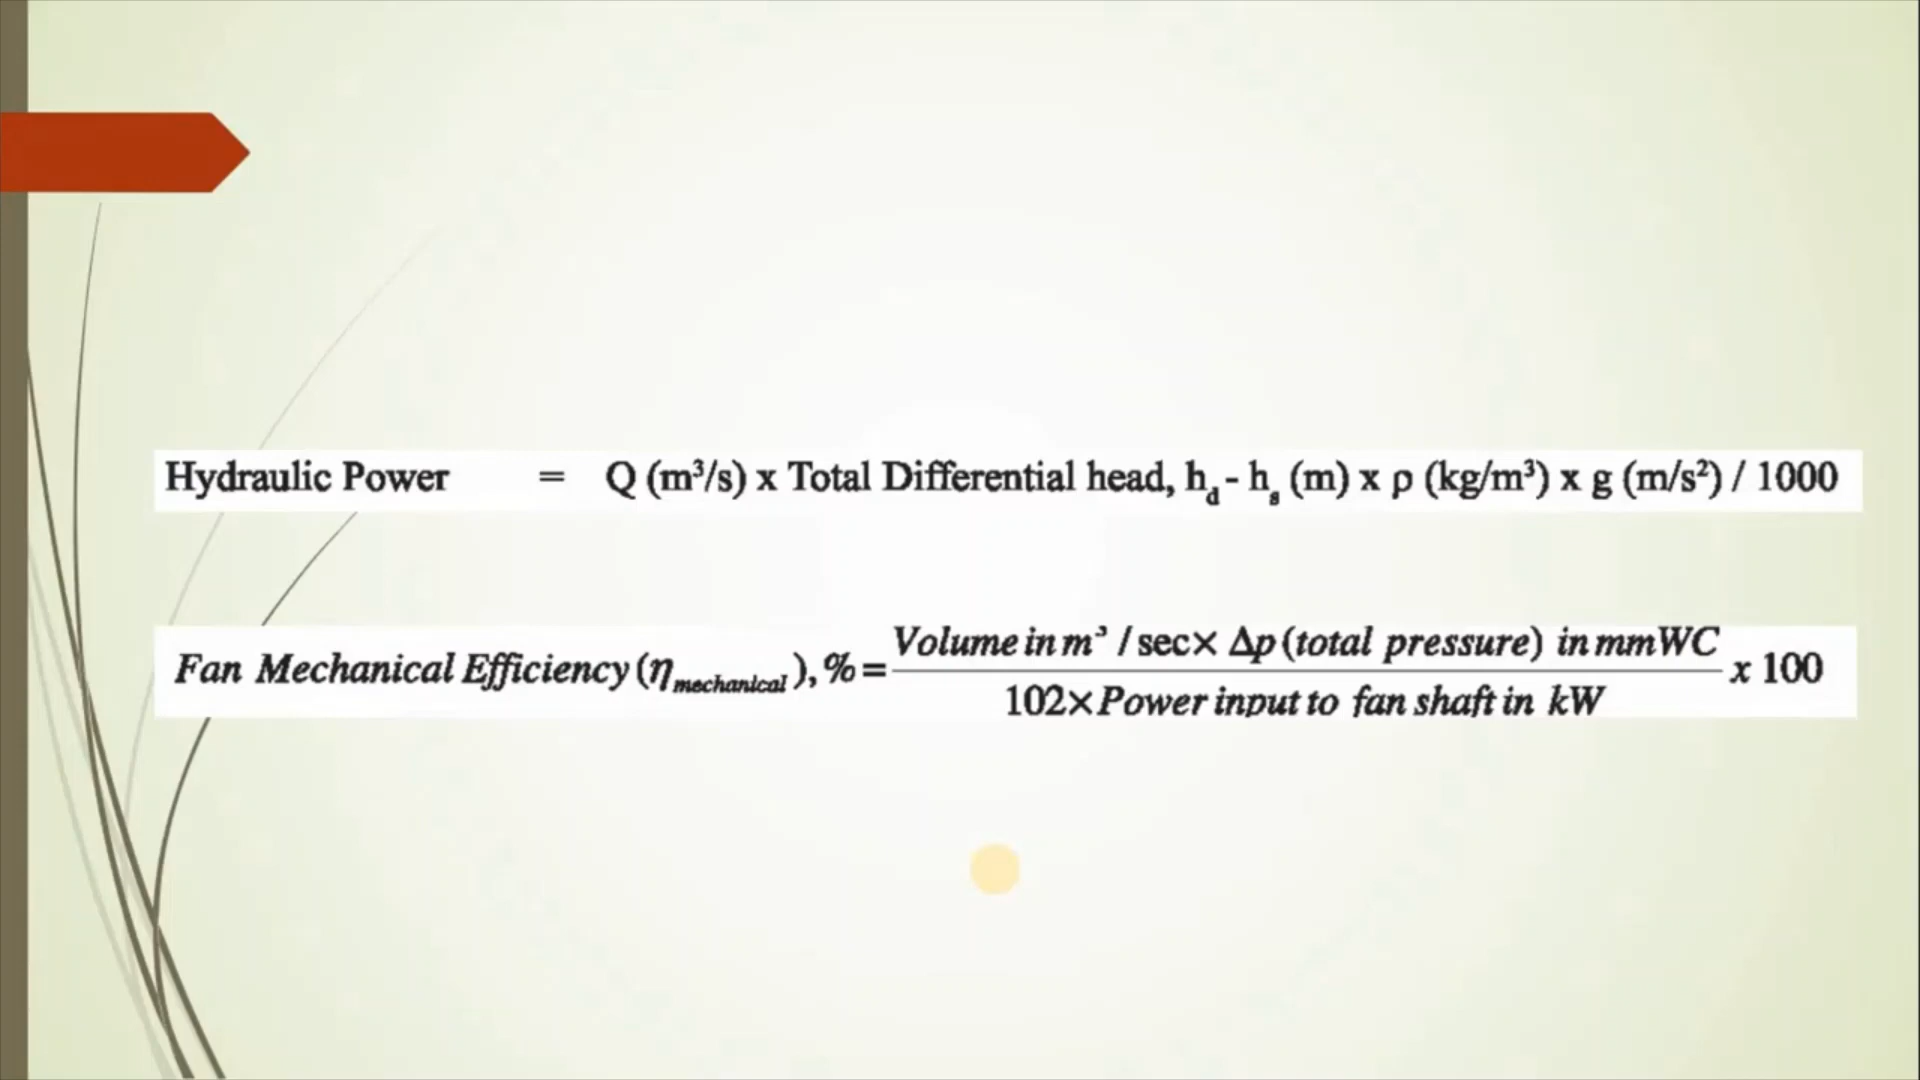 Hydraulic Power = Q (m³/s) x Total Differential head, h_d - h_s (m) x ρ (kg/m³) x g (m/s²) / 1000
Fan Mechanical Efficiency (η_mechanical), % = Volume in m³ / sec × Δp (total pressure) in mmWC
102 × Power input to fan shaft in kW
x 100